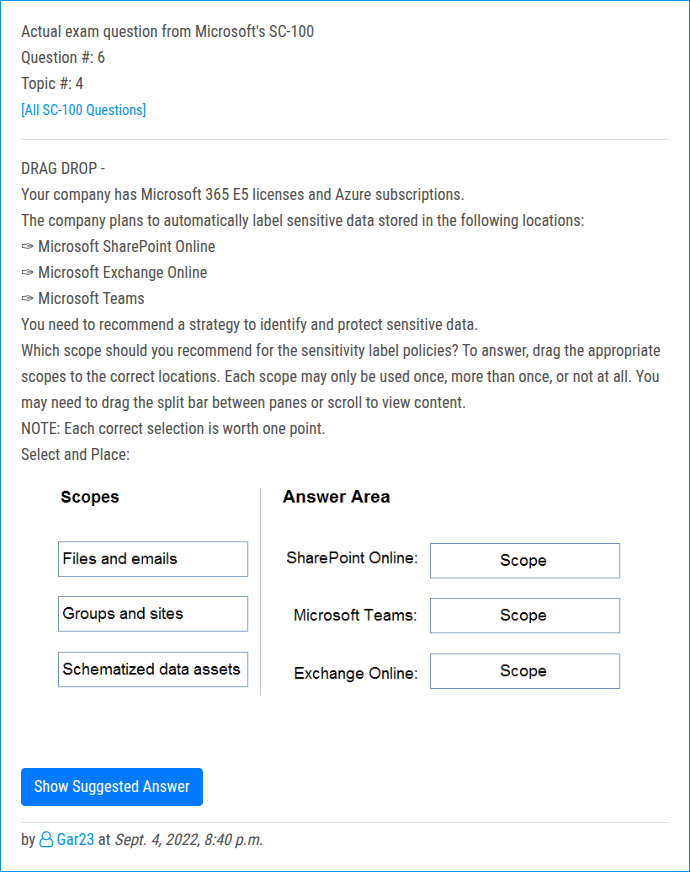 Actual exam question from Microsoft's SC-100
Question #: 6
Topic #: 4
[All SC-100 Questions]
DRAG DROP -
Your company has Microsoft 365 E5 licenses and Azure subscriptions.
The company plans to automatically label sensitive data stored in the following locations:
✑ Microsoft SharePoint Online
✑ Microsoft Exchange Online
✑ Microsoft Teams
You need to recommend a strategy to identify and protect sensitive data.
Which scope should you recommend for the sensitivity label policies? To answer, drag the appropriate
scopes to the correct locations. Each scope may only be used once, more than once, or not at all. You
may need to drag the split bar between panes or scroll to view content.
NOTE: Each correct selection is worth one point.
Select and Place:
Scopes
Files and emails
Groups and sites
Schematized data assets
Answer Area
SharePoint Online: Scope
Microsoft Teams: Scope
Exchange Online: Scope
Show Suggested Answer
by Gar23 at Sept. 4, 2022, 8:40 p.m.